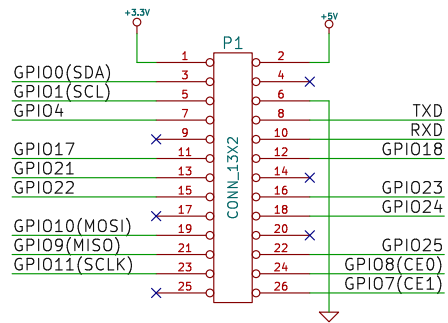 +3.3V
+5V
P1
1 2
GPIO0(SDA) 3 4
GPIO1(SCL) 5 6
GPIO4 7 8 TXD
9 10 RXD
GPIO17 11 12 GPIO18
GPIO21 13 14
GPIO22 15 16 GPIO23
17 18 GPIO24
GPIO10(MOSI) 19 20
GPIO9(MISO) 21 22 GPIO25
GPIO11(SCLK) 23 24 GPIO8(CE0)
25 26 GPIO7(CE1)
CONN_13X2